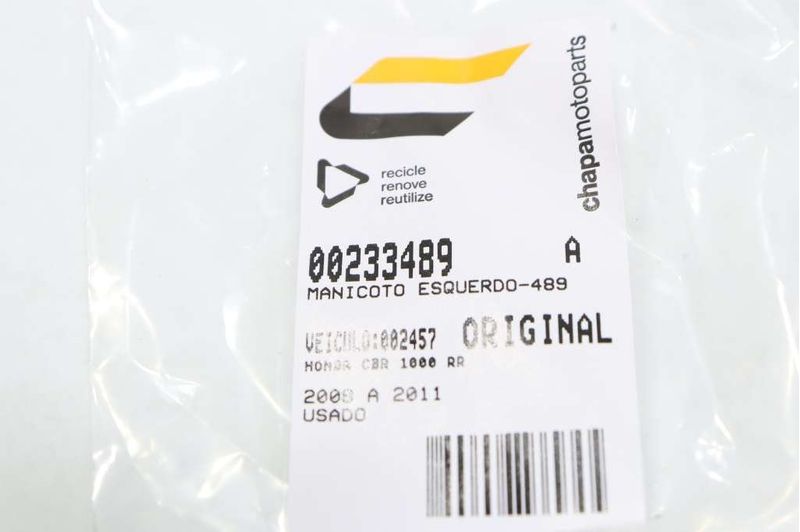 chapamotoparts
recicle
renove
reutilize
00233489 A
MANICOTO ESQUERDO-489
VEICULO:002457 ORIGINAL
HONDA CBR 1000 RR
2008 A 2011
USADO